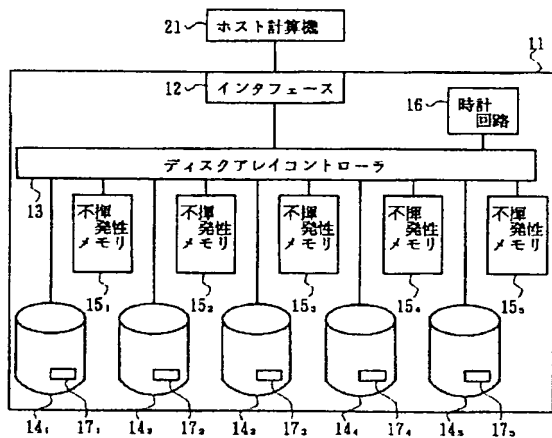 21
ホスト計算機
11
12
インタフェース
16
時計
回路
ディスクアレイコントローラ
13
不揮
発性
メモリ
不揮
発性
メモリ
不揮
発性
メモリ
不揮
発性
メモリ
不揮
発性
メモリ
15₁ 15₂ 15₃ 15₄ 15₅
14₁ 17₁ 14₂ 17₂ 14₃ 17₃ 14₄ 17₄ 14₅ 17₅